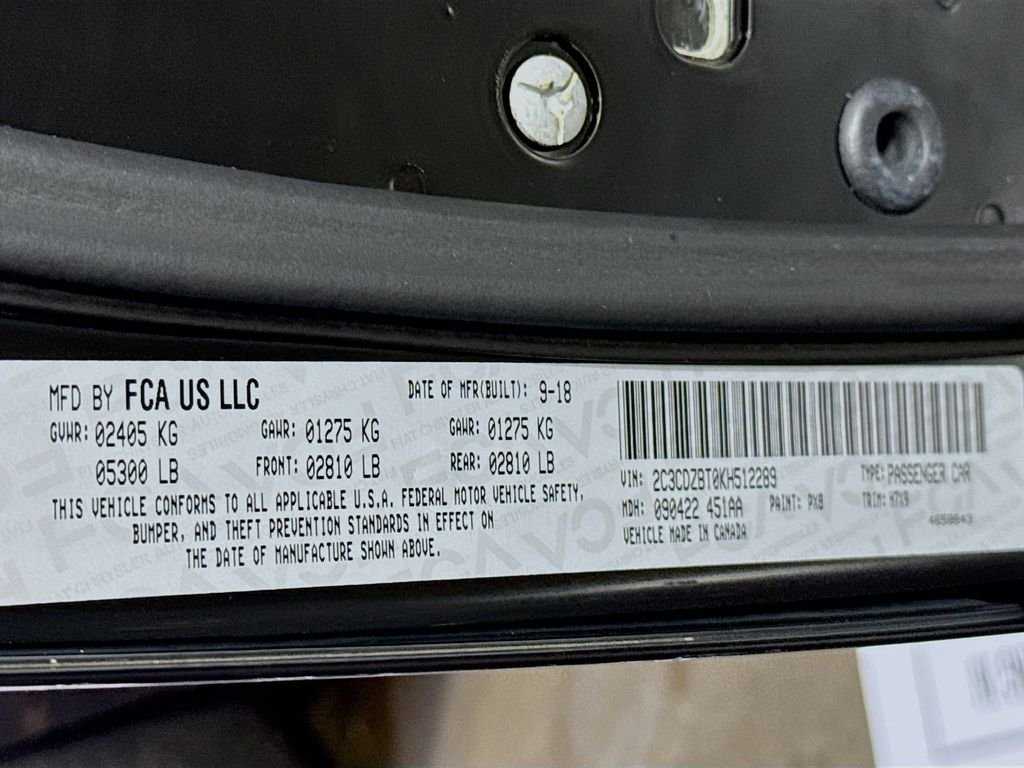 MFD BY FCA US LLC DATE OF MFR(BUILT): 9-18
GVWR: 02405 KG GAWR: 01275 KG GAWR: 01275 KG
05300 LB FRONT: 02810 LB REAR: 02810 LB
THIS VEHICLE CONFORMS TO ALL APPLICABLE U.S.A. FEDERAL MOTOR VEHICLE SAFETY,
BUMPER, AND THEFT PREVENTION STANDARDS IN EFFECT ON
THE DATE OF MANUFACTURE SHOWN ABOVE.
VIN: 2C3CDZBT0KH512289 TYPE: PASSENGER CAR
MDH: 090422 451AA PAINT: PX8 TRIM: H7X9
VEHICLE MADE IN CANADA